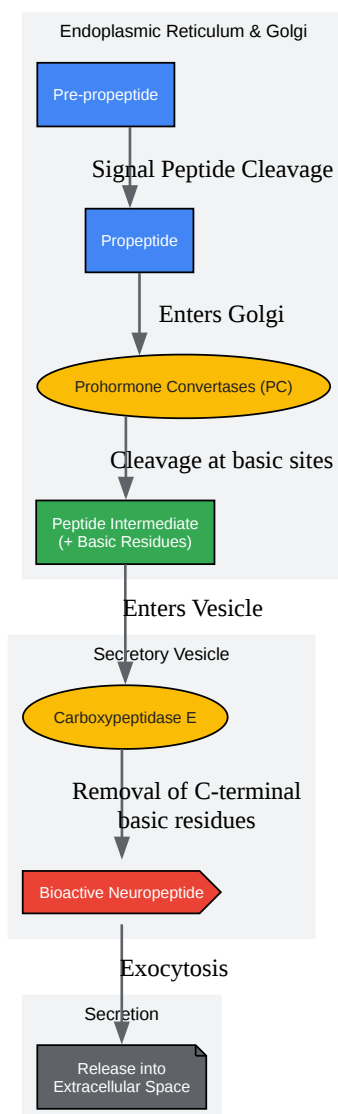 Endoplasmic Reticulum & Golgi
Pre-propeptide
Signal Peptide Cleavage
Propeptide
Enters Golgi
Prohormone Convertases (PC)
Cleavage at basic sites
Peptide Intermediate
(+ Basic Residues)
Enters Vesicle
Secretory Vesicle
Carboxypeptidase E
Removal of C-terminal
basic residues
Bioactive Neuropeptide
Exocytosis
Secretion
Release into
Extracellular Space